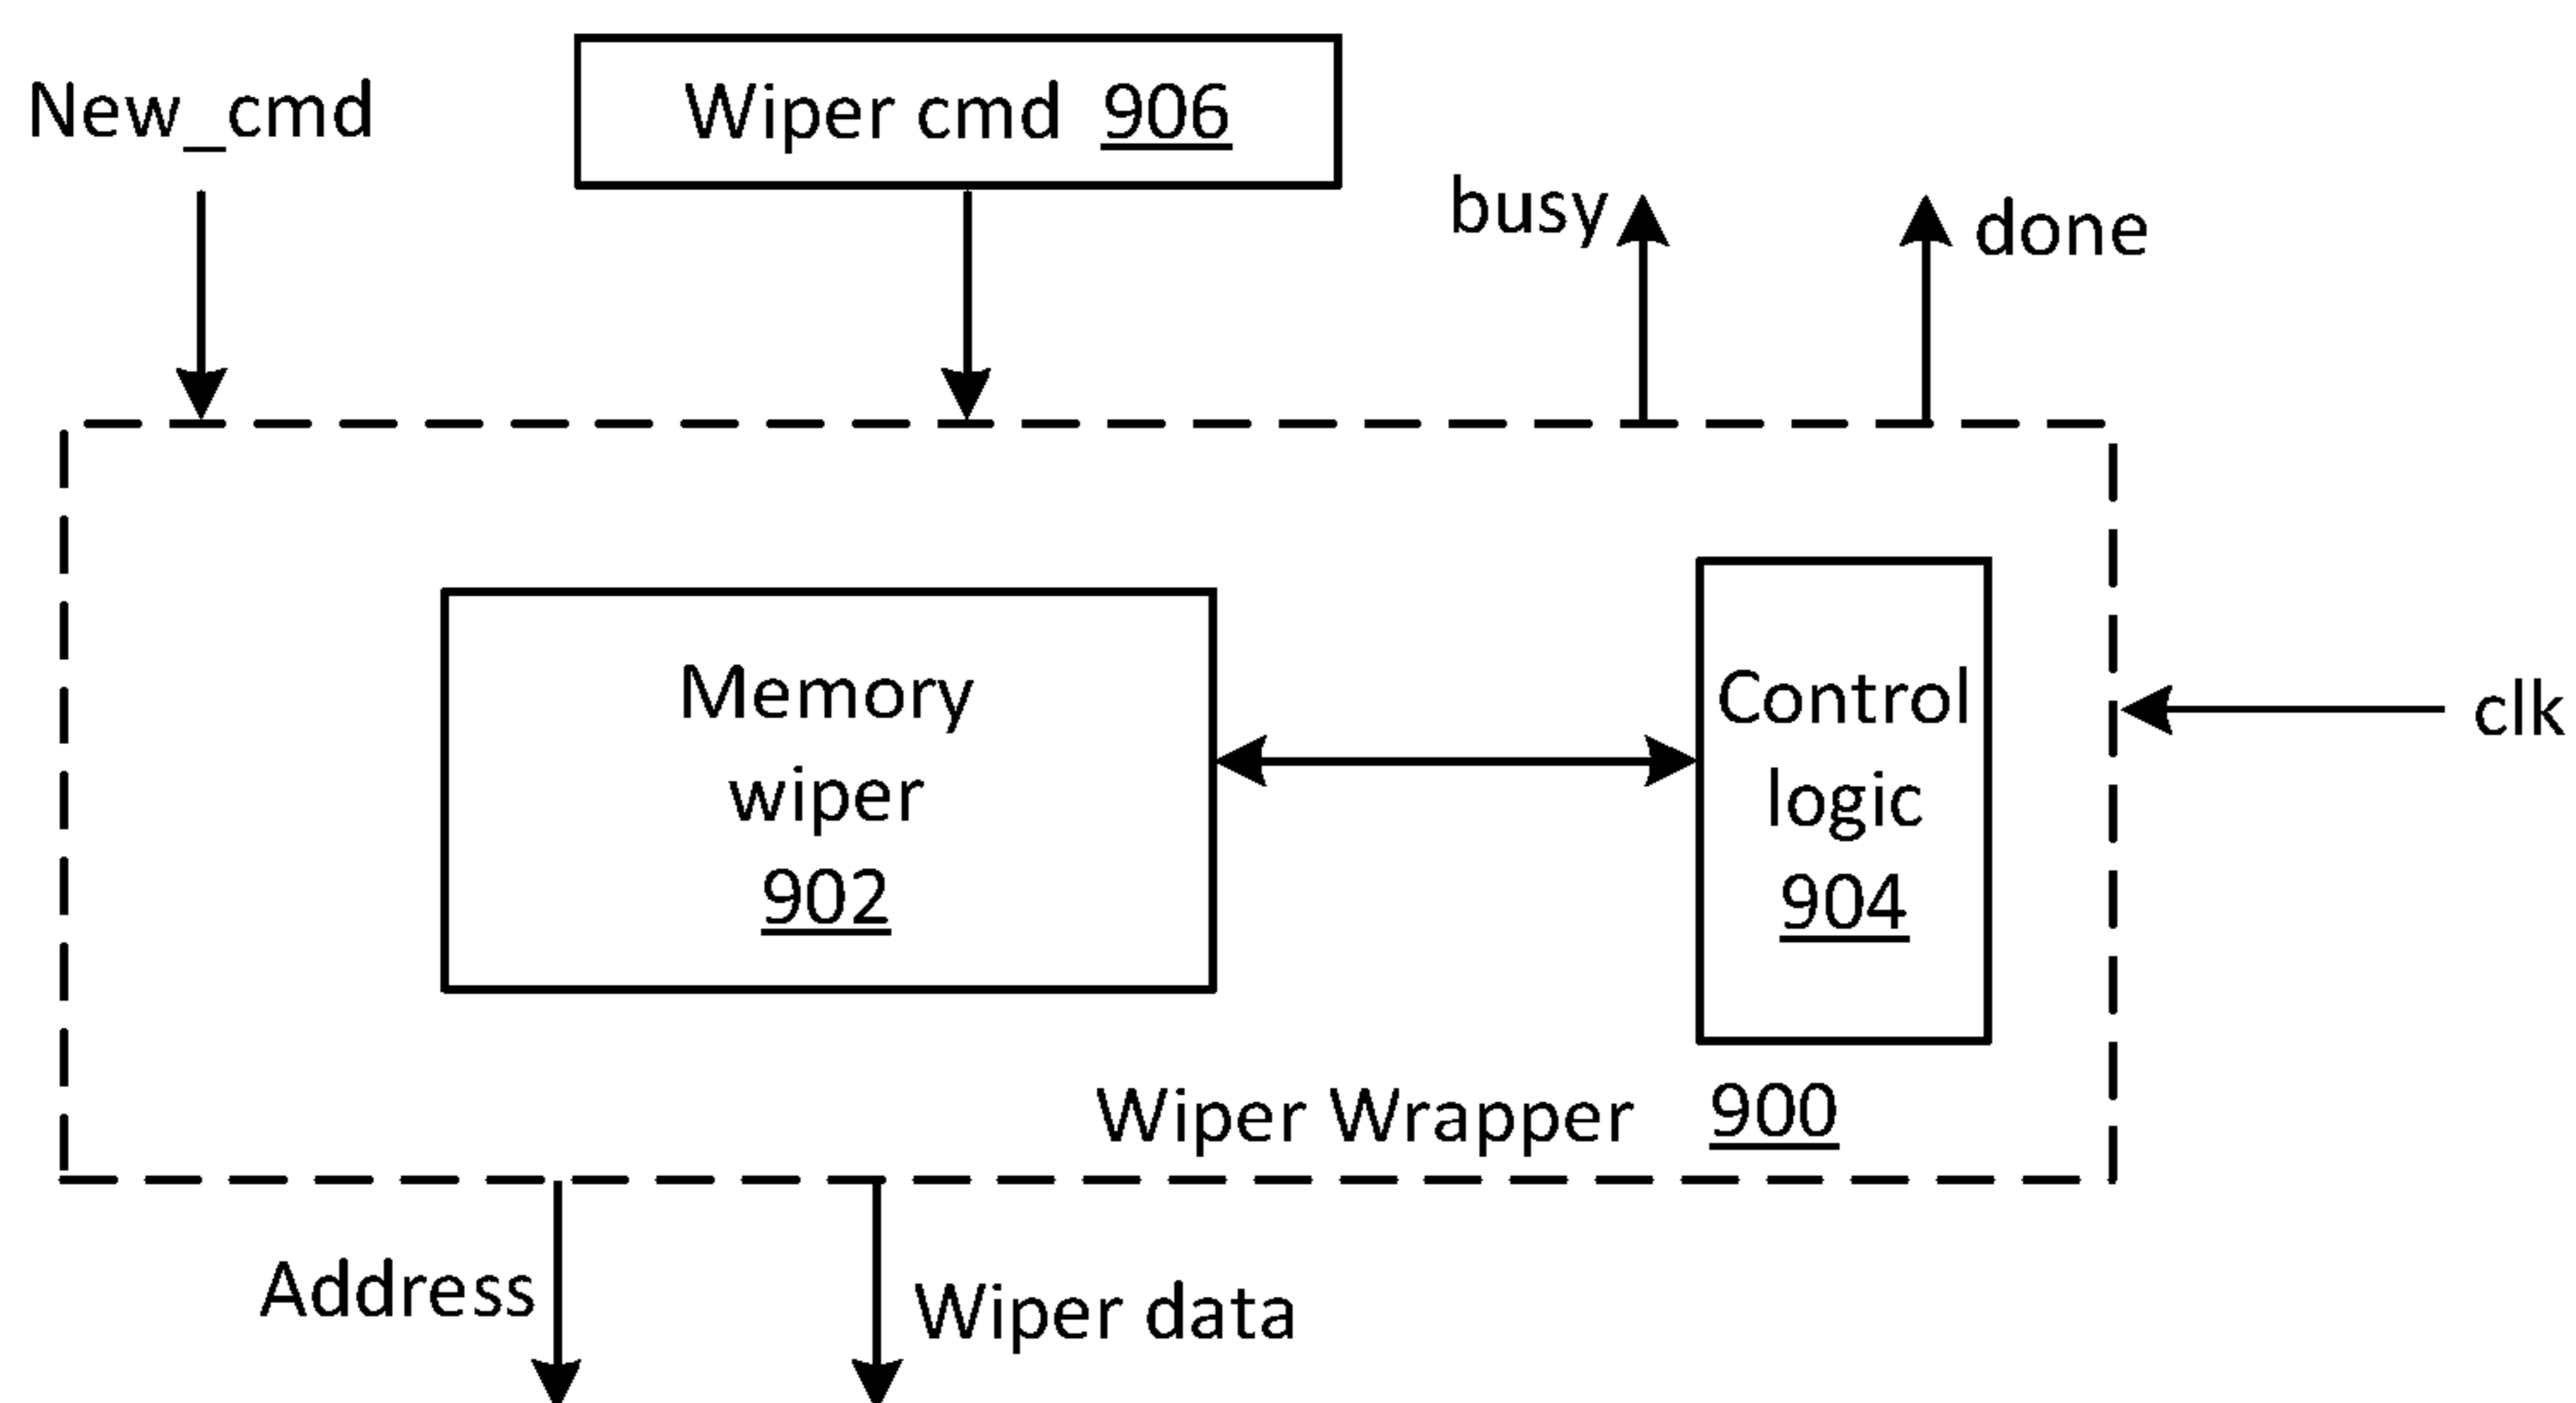 New_cmd
Wiper cmd 906
busy
done
Memory
wiper
902
Control
logic
904
clk
Wiper Wrapper 900
Address
Wiper data